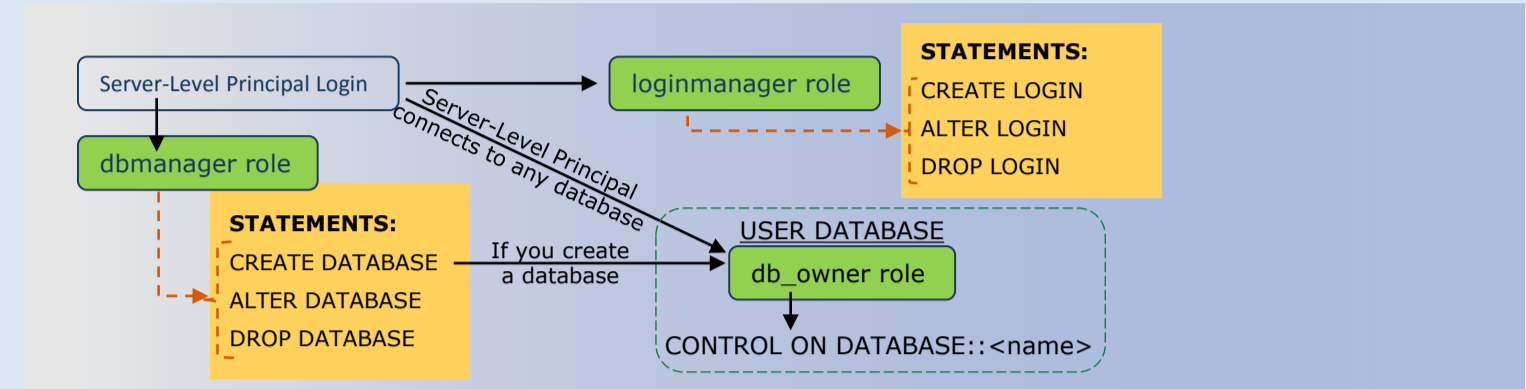 Server-Level Principal Login
loginmanager role
STATEMENTS:
CREATE LOGIN
ALTER LOGIN
DROP LOGIN
dbmanager role
Server-Level Principal
connects to any database
STATEMENTS:
CREATE DATABASE
ALTER DATABASE
DROP DATABASE
If you create
a database
USER DATABASE
db_owner role
CONTROL ON DATABASE::<name>